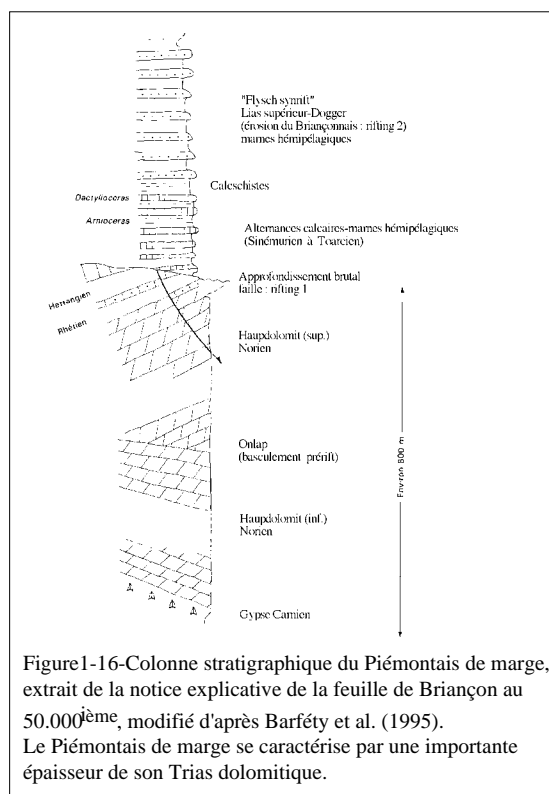 "Flysch synrift"
Lias supérieur-Dogger
(érosion du Briançonnais : rifting 2)
marnes hémipélagiques
Calcschistes
Dactylioceras
Arnioceras
Alternances calcaires-marnes hémipélagiques
(Sinémurien à Toarcien)
Approfondissement brutal
faille : rifting 1
Hettangien
Rhétien
Haupdolomit (sup.)
Norien
Onlap
(basculement prérift)
Environ 800 m
Haupdolomit (inf.)
Norien
Gypse Carnien
Figure1-16-Colonne stratigraphique du Piémontais de marge,
extrait de la notice explicative de la feuille de Briançon au
50.000ième, modifié d'après Barféty et al. (1995).
Le Piémontais de marge se caractérise par une importante
épaisseur de son Trias dolomitique.